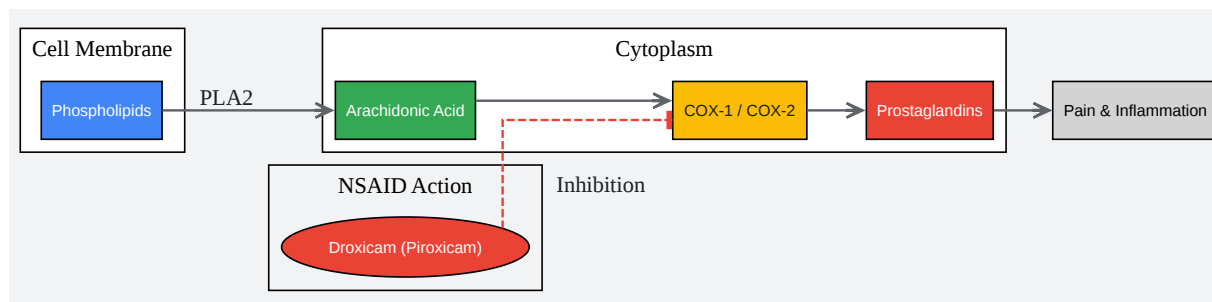 Cell Membrane
Phospholipids
PLA2
Cytoplasm
Arachidonic Acid
COX-1 / COX-2
Prostaglandins
Pain & Inflammation
NSAID Action
Inhibition
Droxicam (Piroxicam)